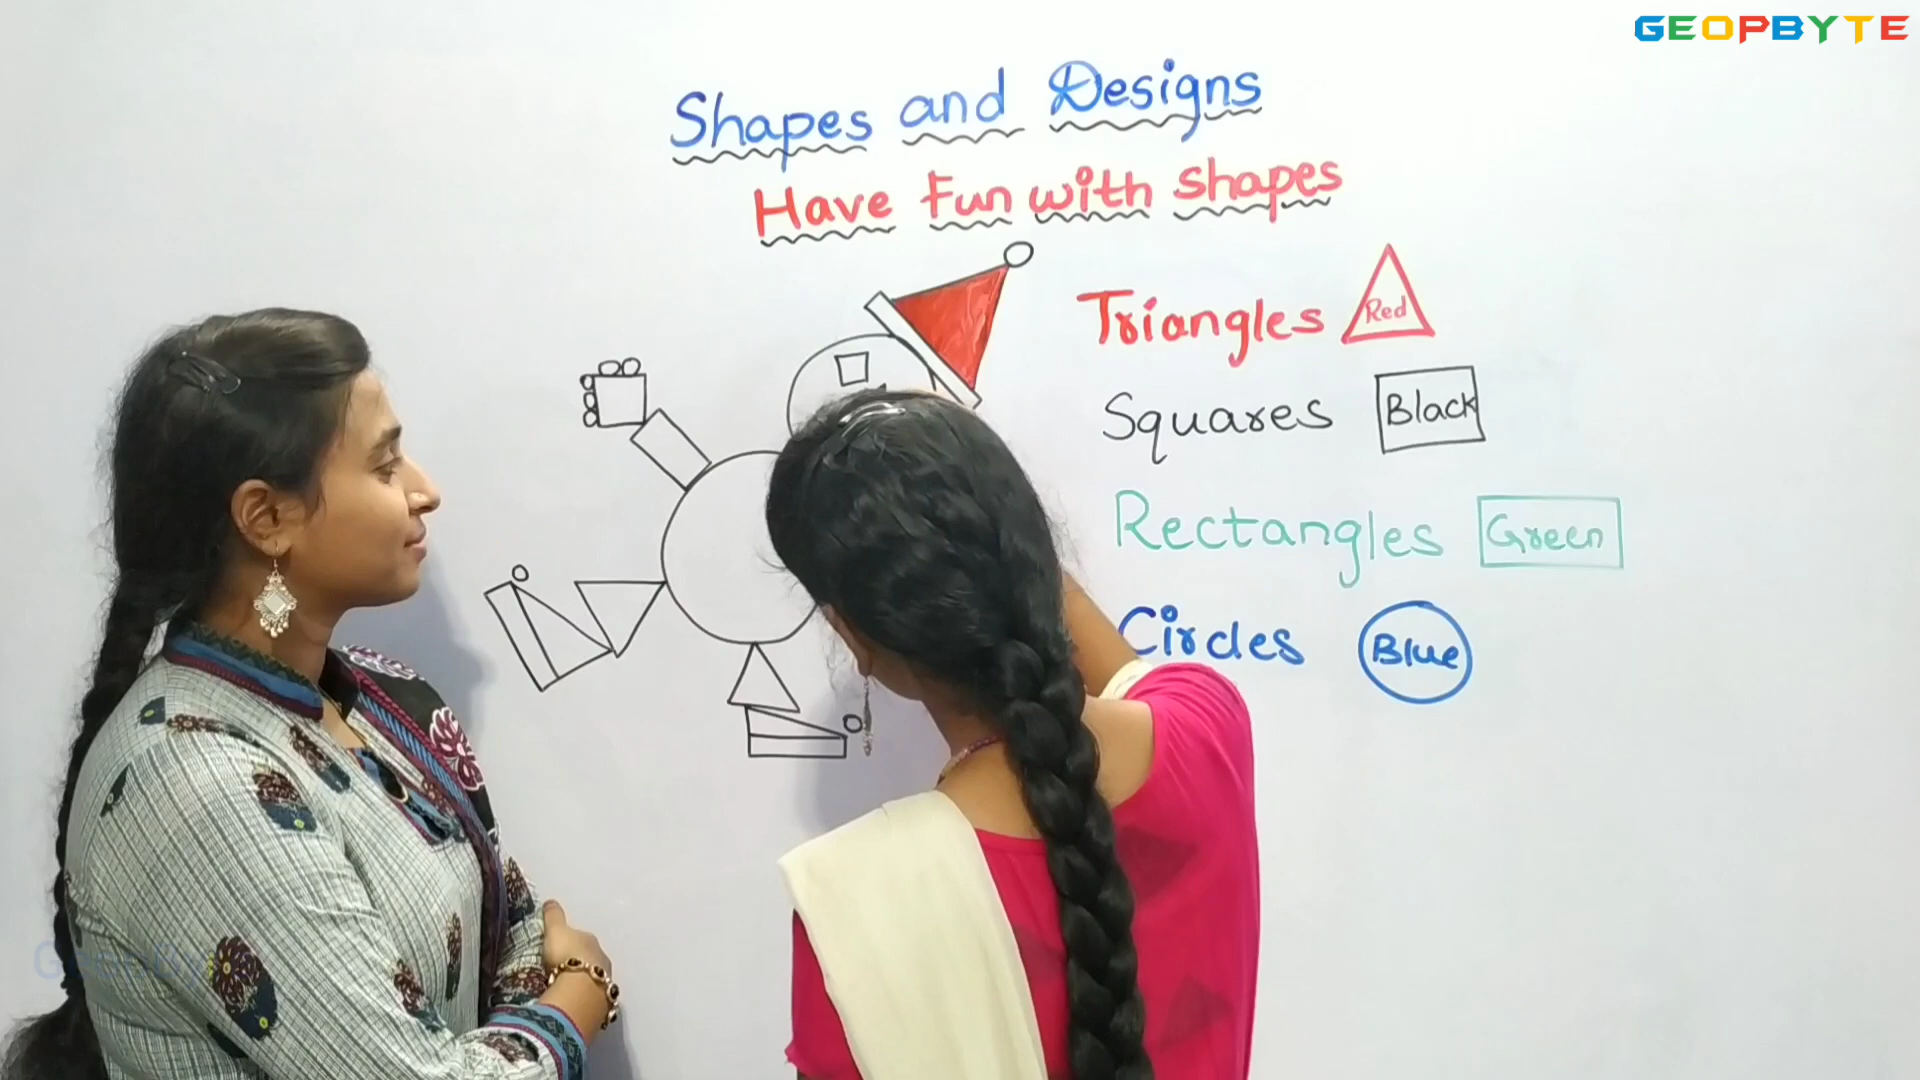 GEOPBYTE
Shapes and Designs
Have Fun with shapes
Triangles Red
Squares Black
Rectangles Green
Circles Blue